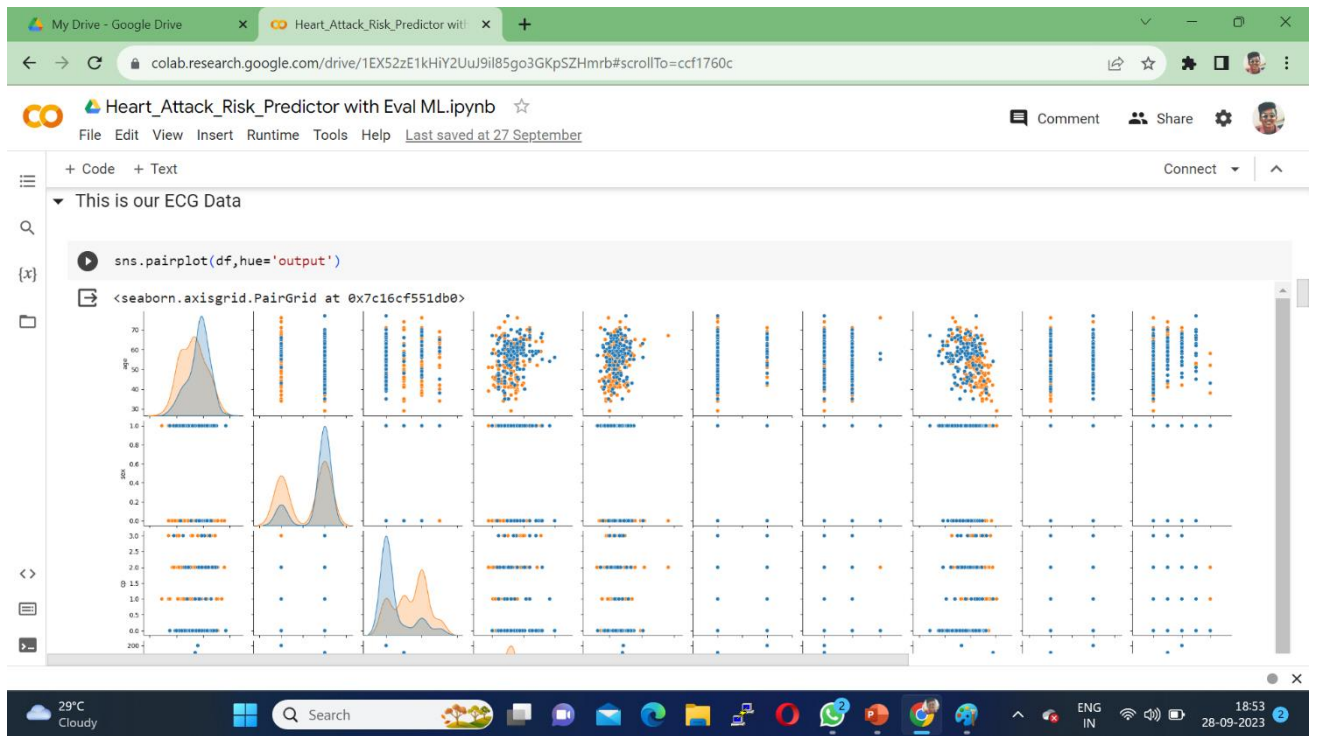 My Drive - Google Drive
Heart_Attack_Risk_Predictor with
colab.research.google.com/drive/1EX52zE1kHiY2UuJ9il85go3GKpSZHmrb#scrollTo=ccf1760c
Heart_Attack_Risk_Predictor with Eval ML.ipynb
File Edit View Insert Runtime Tools Help Last saved at 27 September
Comment
Share
+ Code + Text
Connect
This is our ECG Data
{x}
sns.pairplot(df,hue='output')
<seaborn.axisgrid.PairGrid at 0x7c16cf551db0>
70
60
50
40
30
age
1.0
0.8
0.6
0.4
0.2
0.0
sex
3.0
2.5
2.0
1.5
1.0
0.5
0.0
cp
200
29°C
Cloudy
Search
2
ENG
IN
18:53
28-09-2023
2